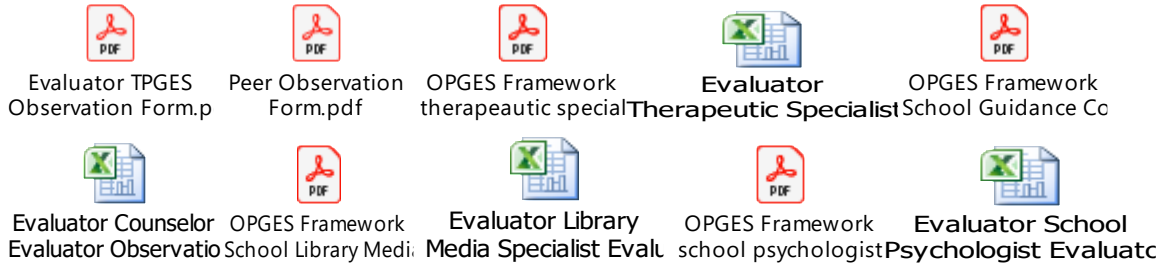 PDF PDF PDF PDF
Evaluator TPGES
Observation Form.p
Peer Observation
Form.pdf
OPGES Framework
therapeautic special
Evaluator
Therapeutic Specialist
OPGES Framework
School Guidance Co
PDF PDF
Evaluator Counselor
Evaluator Observatio
OPGES Framework
School Library Media
Evaluator Library
Media Specialist Evalu
OPGES Framework
school psychologist
Evaluator School
Psychologist Evaluato